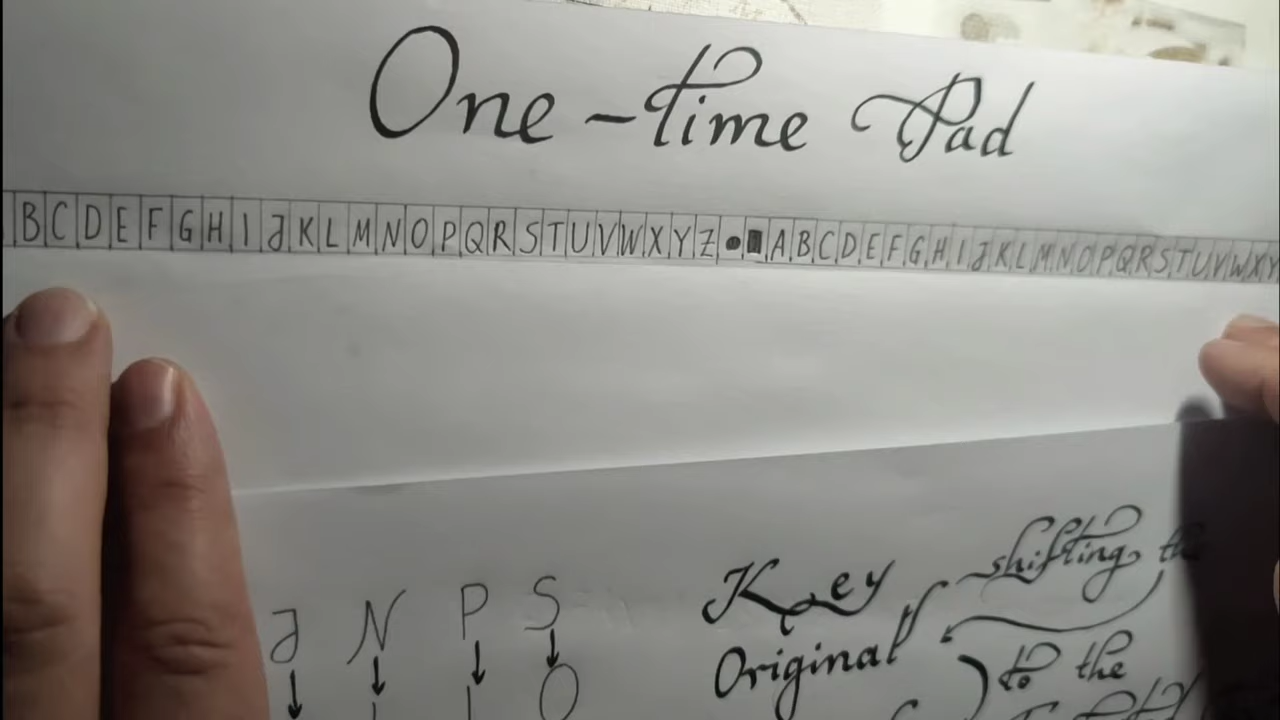 One-time Pad
BCDEFGHIJKLMNOPQRSTUVWXYZ●■ABCDEFGHIJKLMNOPQRSTUVWXY
J N P S
Key
shifting
Original
to the
O